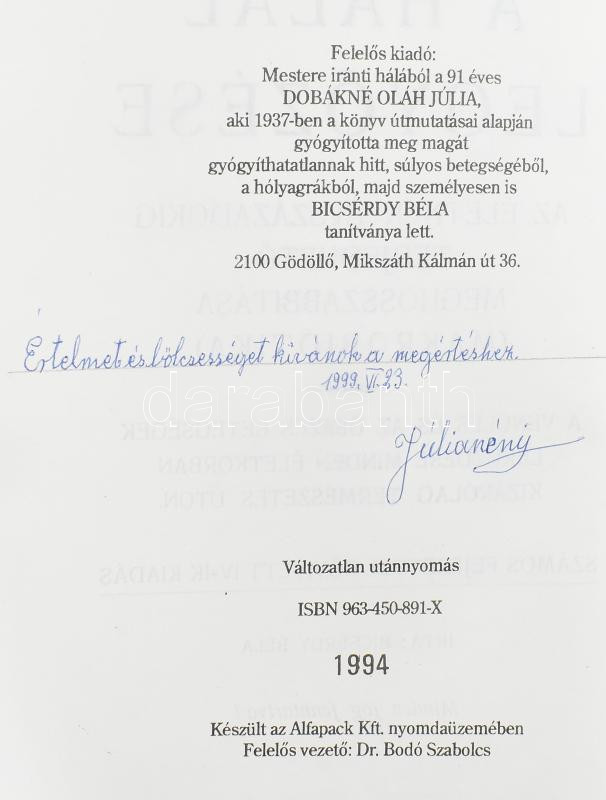 Felelős kiadó:
Mestere iránti hálából a 91 éves
DOBÁKNÉ OLÁH JÚLIA,
aki 1937-ben a könyv útmutatásai alapján
gyógyította meg magát
gyógyíthatatlannak hitt, súlyos betegségéből,
a hólyagrákból, majd személyesen is
BICSÉRDY BÉLA
tanítványa lett.
2100 Gödöllő, Mikszáth Kálmán út 36.
Értelmet és bölcsességet kívánok a megértéshez.
1999. VI. 23.
darabanth
Júlianéni
Változatlan utánnyomás
ISBN 963-450-891-X
1994
Készült az Alfapack Kft. nyomdaüzemében
Felelős vezető: Dr. Bodó Szabolcs